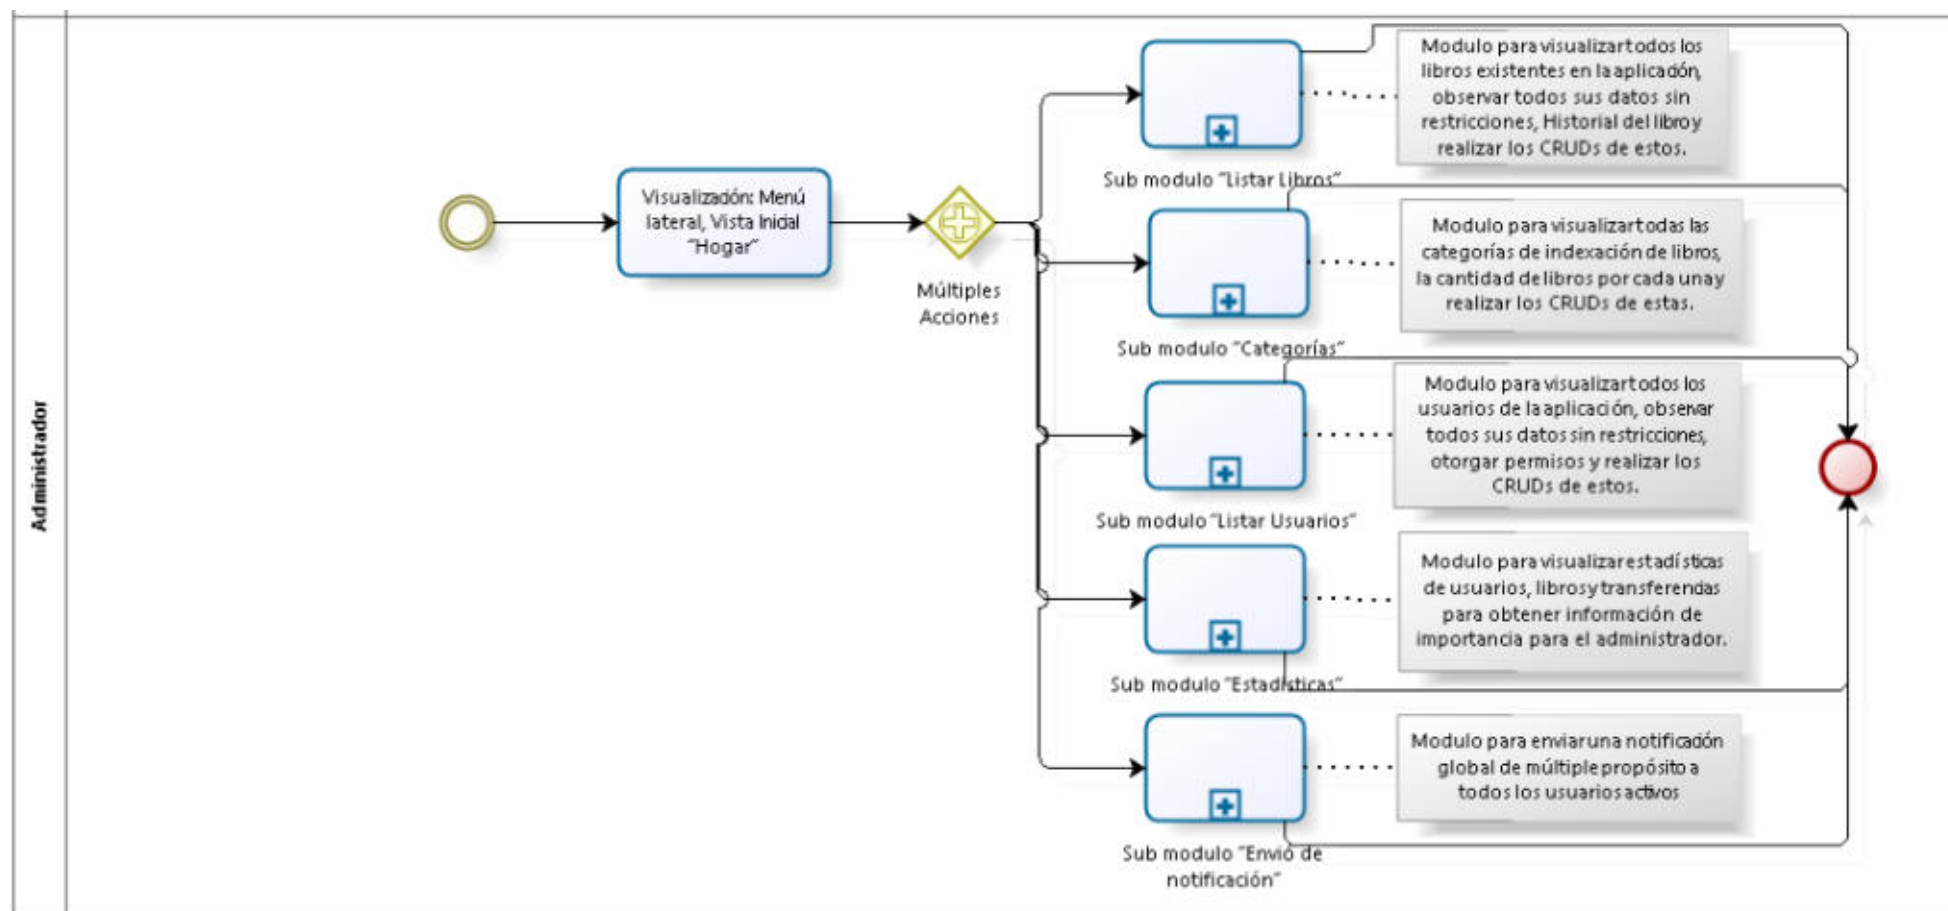 Administrador
Visualización: Menú
lateral, Vista Inicial
"Hogar"
Múltiples
Acciones
Sub modulo "Listar Libros"
Modulo para visualizar todos los
libros existentes en la aplicación,
observar todos sus datos sin
restricciones, Historial del libro y
realizar los CRUDs de estos.
Sub modulo "Categorías"
Modulo para visualizar todas las
categorías de indexación de libros,
la cantidad de libros por cada una y
realizar los CRUDs de estas.
Sub modulo "Listar Usuarios"
Modulo para visualizar todos los
usuarios de la aplicación, observar
todos sus datos sin restricciones,
otorgar permisos y realizar los
CRUDs de estos.
Sub modulo "Estadísticas"
Modulo para visualizar estadísticas
de usuarios, libros y transferencias
para obtener información de
importancia para el administrador.
Sub modulo "Envió de
notificación"
Modulo para enviar una notificación
global de múltiple propósito a
todos los usuarios activos